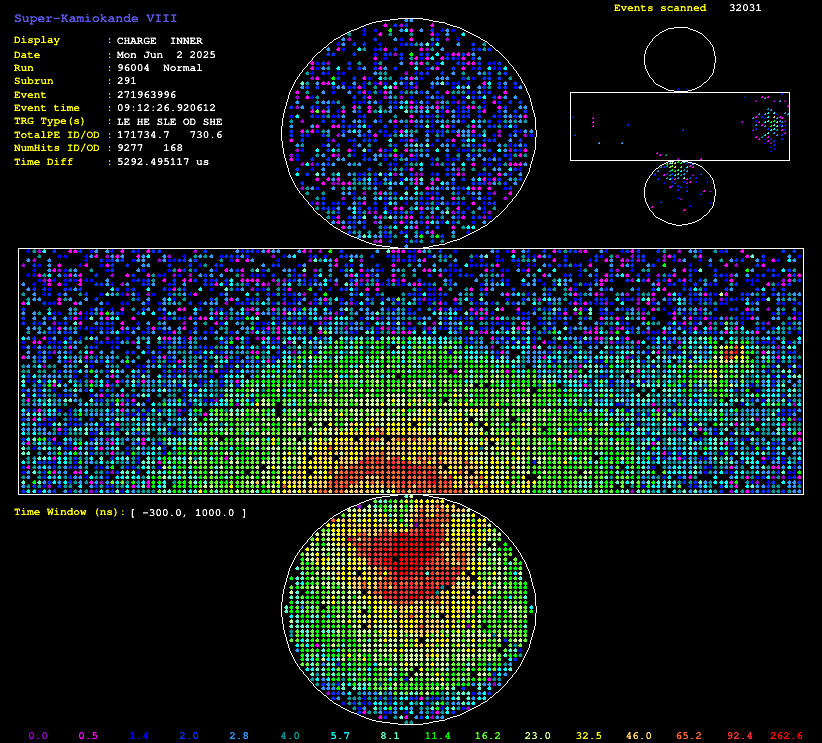 Super-Kamiokande VIII
Events scanned 32031
Display : CHARGE INNER
Date : Mon Jun 2 2025
Run : 96004 Normal
Subrun : 291
Event : 271963996
Event time : 09:12:26.920612
TRG Type(s) : LE HE SLE OD SHE
TotalPE ID/OD : 171734.7 730.6
NumHits ID/OD : 9277 168
Time Diff : 5292.495117 us
Time Window (ns): [ -300.0, 1000.0 ]
0.0 0.5 1.4 2.0 2.8 4.0 5.7 8.1 11.4 16.2 23.0 32.5 46.0 65.2 92.4 262.6